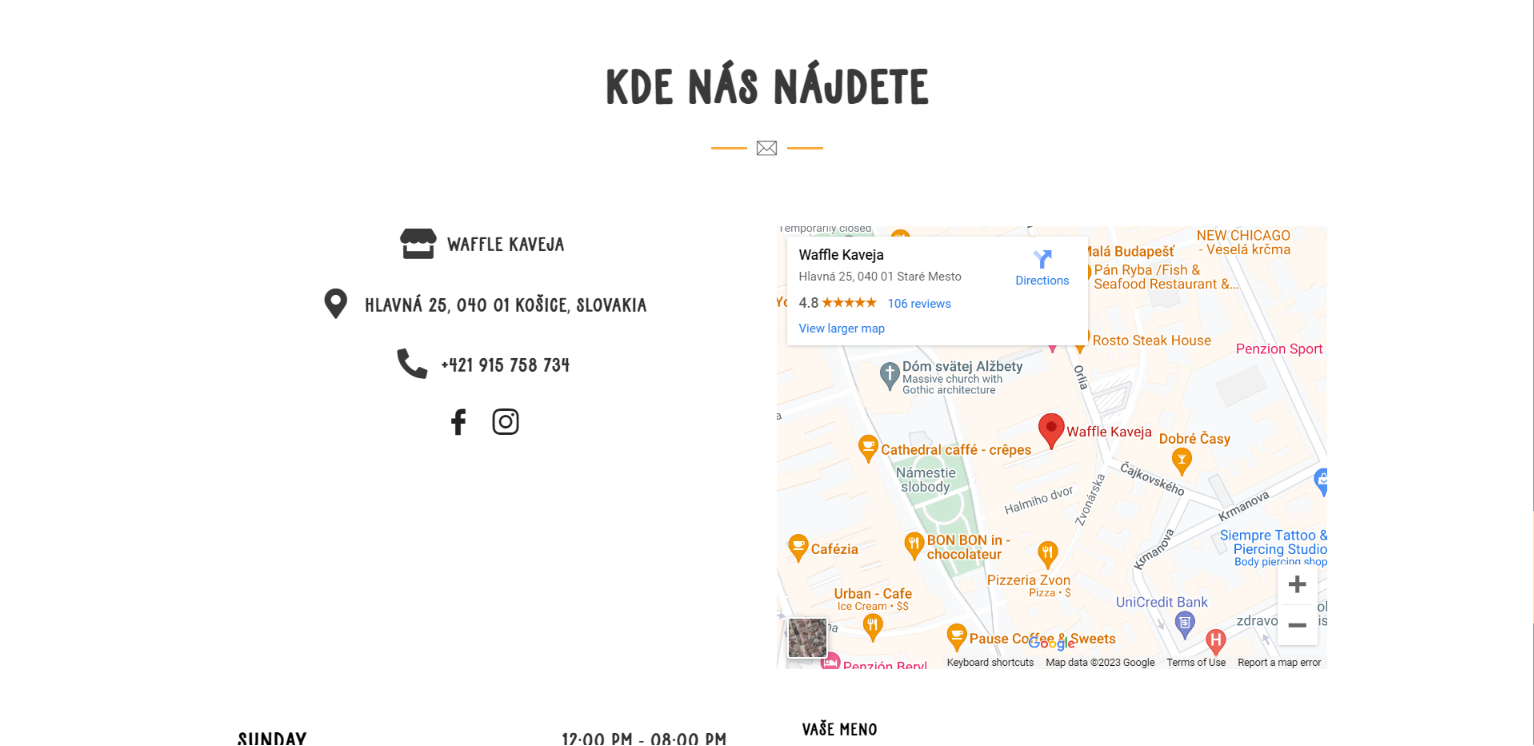 KDE NÁS NÁJDETE
WAFFLE KAVEJA
HLAVNÁ 25, 040 01 KOŠICE, SLOVAKIA
+421 915 758 734
Temporarily closed
NEW CHICAGO
- Veselá krčma
Waffle Kaveja
Hlavná 25, 040 01 Staré Mesto
4.8
106 reviews
View larger map
Directions
Malá Budapešť
Pán Ryba /Fish &
Seafood Restaurant &...
Rosto Steak House
Penzion Sport
Dóm svätej Alžbety
Massive church with
Gothic architecture
Orlia
Waffle Kaveja
Dobré Časy
Cathedral caffé - crêpes
Námestie
slobody
Čajkovského
Halmiho dvor
Zvonárska
Krmanova
Krmanova
Siempre Tattoo &
Piercing Studio
Body piercing shop
Cafézia
BON BON in -
chocolateur
Pizzeria Zvon
Pizza • $
Urban - Cafe
Ice Cream • $$
UniCredit Bank
Pause Coffee & Sweets
Google
Penzión Beryl
Keyboard shortcuts
Map data ©2023 Google
Terms of Use
Report a map error
VAŠE MENO
SUNDAY
12:00 PM - 08:00 PM